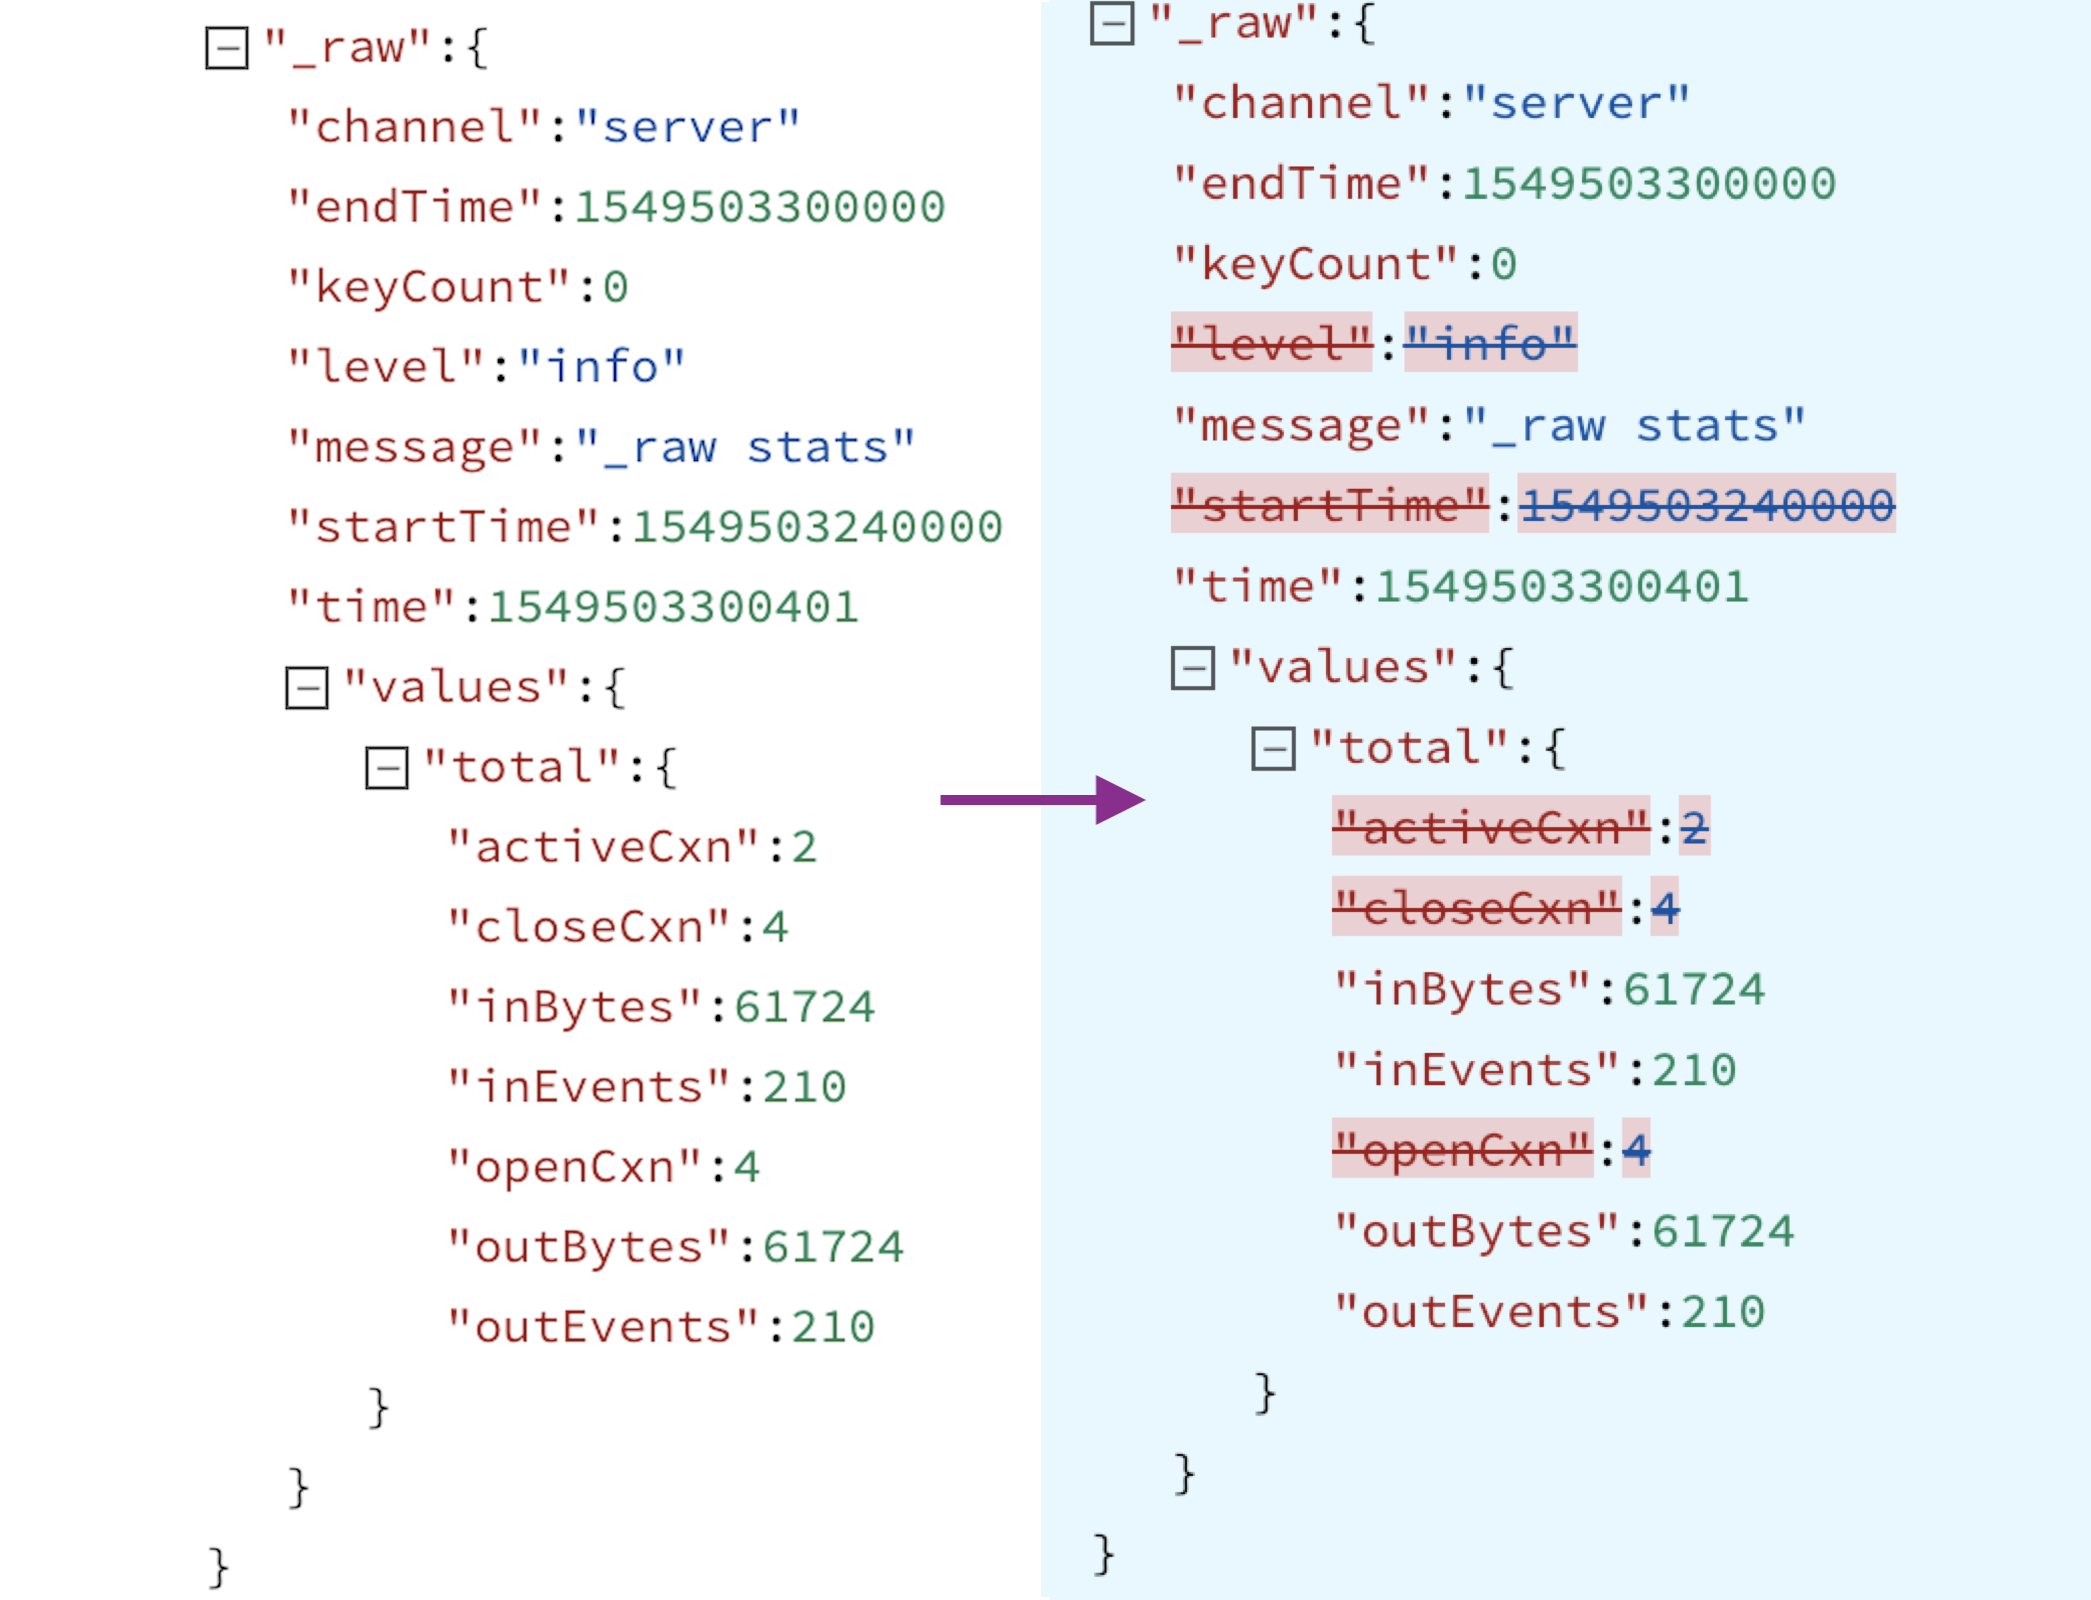 "_raw":{
"channel":"server"
"endTime":1549503300000
"keyCount":0
"level":"info"
"message":"_raw stats"
"startTime":1549503240000
"time":1549503300401
"values":{
"total":{
"activeCxn":2
"closeCxn":4
"inBytes":61724
"inEvents":210
"openCxn":4
"outBytes":61724
"outEvents":210
}
}
}
"_raw":{
"channel":"server"
"endTime":1549503300000
"keyCount":0
"level":"info"
"message":"_raw stats"
"startTime":1549503240000
"time":1549503300401
"values":{
"total":{
"activeCxn":2
"closeCxn":4
"inBytes":61724
"inEvents":210
"openCxn":4
"outBytes":61724
"outEvents":210
}
}
}